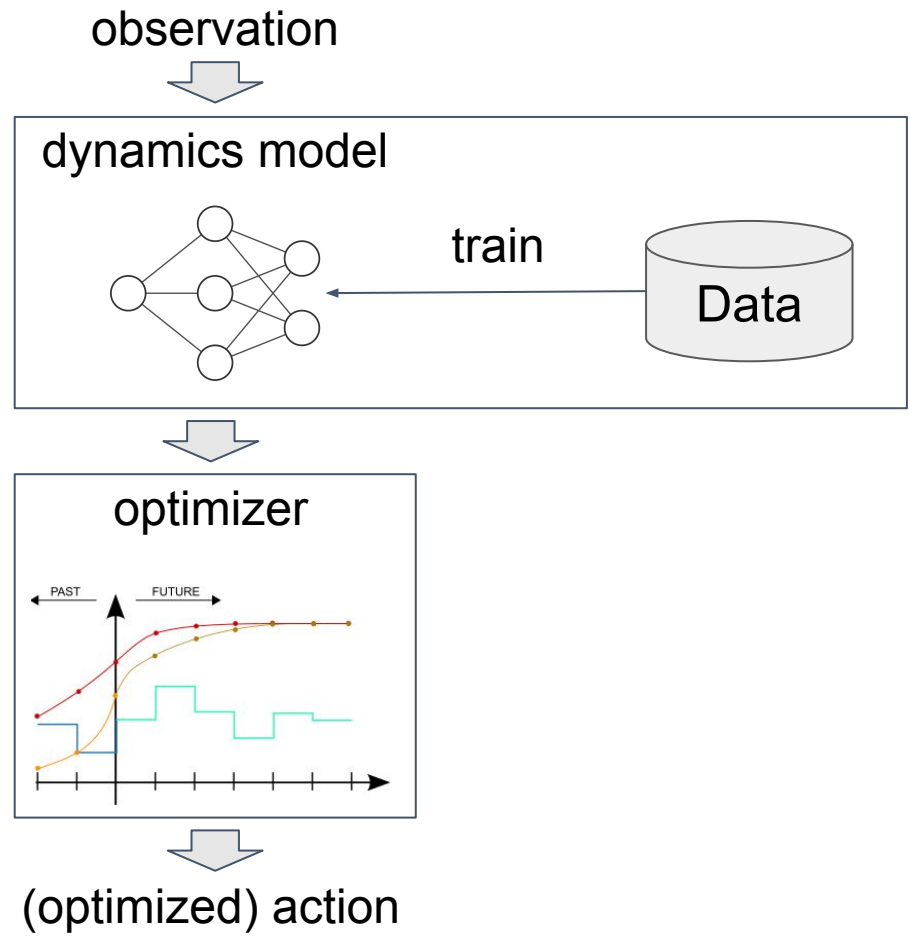 observation
dynamics model
train
Data
optimizer
PAST
FUTURE
(optimized) action